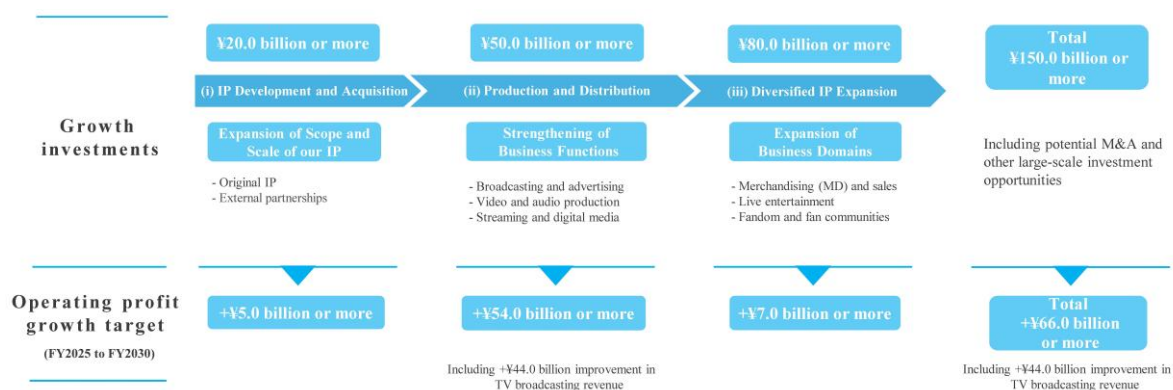 ¥20.0 billion or more
¥50.0 billion or more
¥80.0 billion or more
Total
¥150.0 billion or
more
(i) IP Development and Acquisition
(ii) Production and Distribution
(iii) Diversified IP Expansion
Growth
investments
Expansion of Scope and
Scale of our IP
Strengthening of
Business Functions
Expansion of
Business Domains
Including potential M&A and
other large-scale investment
opportunities
- Original IP
- External partnerships
- Broadcasting and advertising
- Video and audio production
- Streaming and digital media
- Merchandising (MD) and sales
- Live entertainment
- Fandom and fan communities
Operating profit
growth target
(FY2025 to FY2030)
+¥5.0 billion or more
+¥54.0 billion or more
+¥7.0 billion or more
Total
+¥66.0 billion
or more
Including +¥44.0 billion improvement in
TV broadcasting revenue
Including +¥44.0 billion improvement in
TV broadcasting revenue